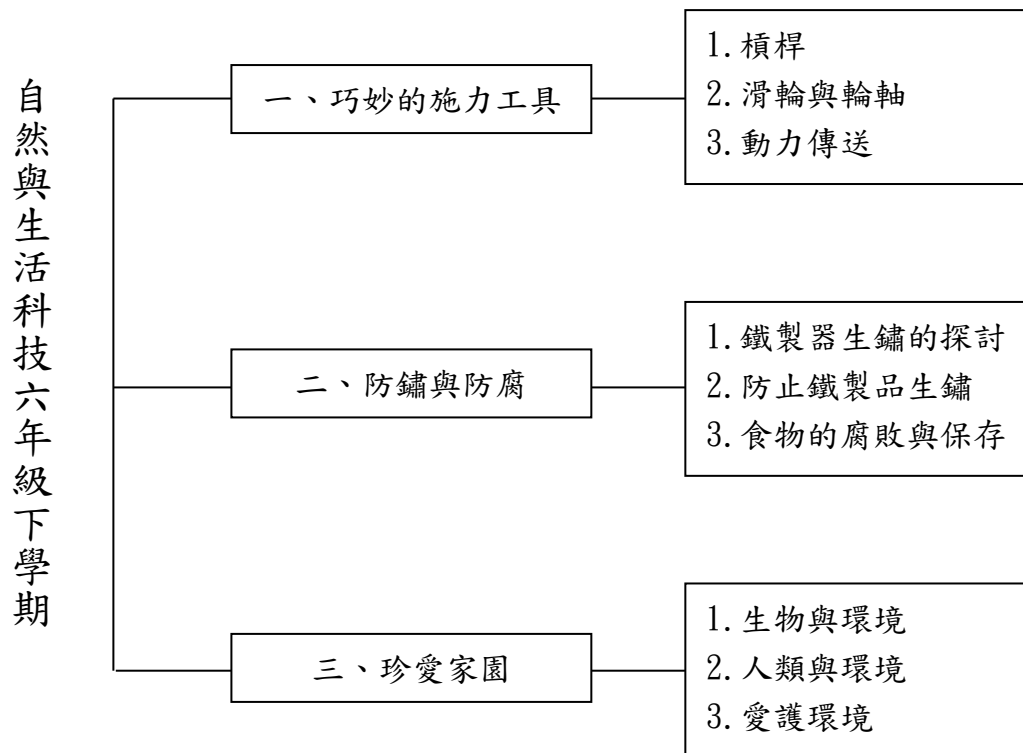 自然與生活科技六年級下學期
一、巧妙的施力工具
1.槓桿
2.滑輪與輪軸
3.動力傳送
二、防鏽與防腐
1.鐵製器生鏽的探討
2.防止鐵製品生鏽
3.食物的腐敗與保存
三、珍愛家園
1.生物與環境
2.人類與環境
3.愛護環境